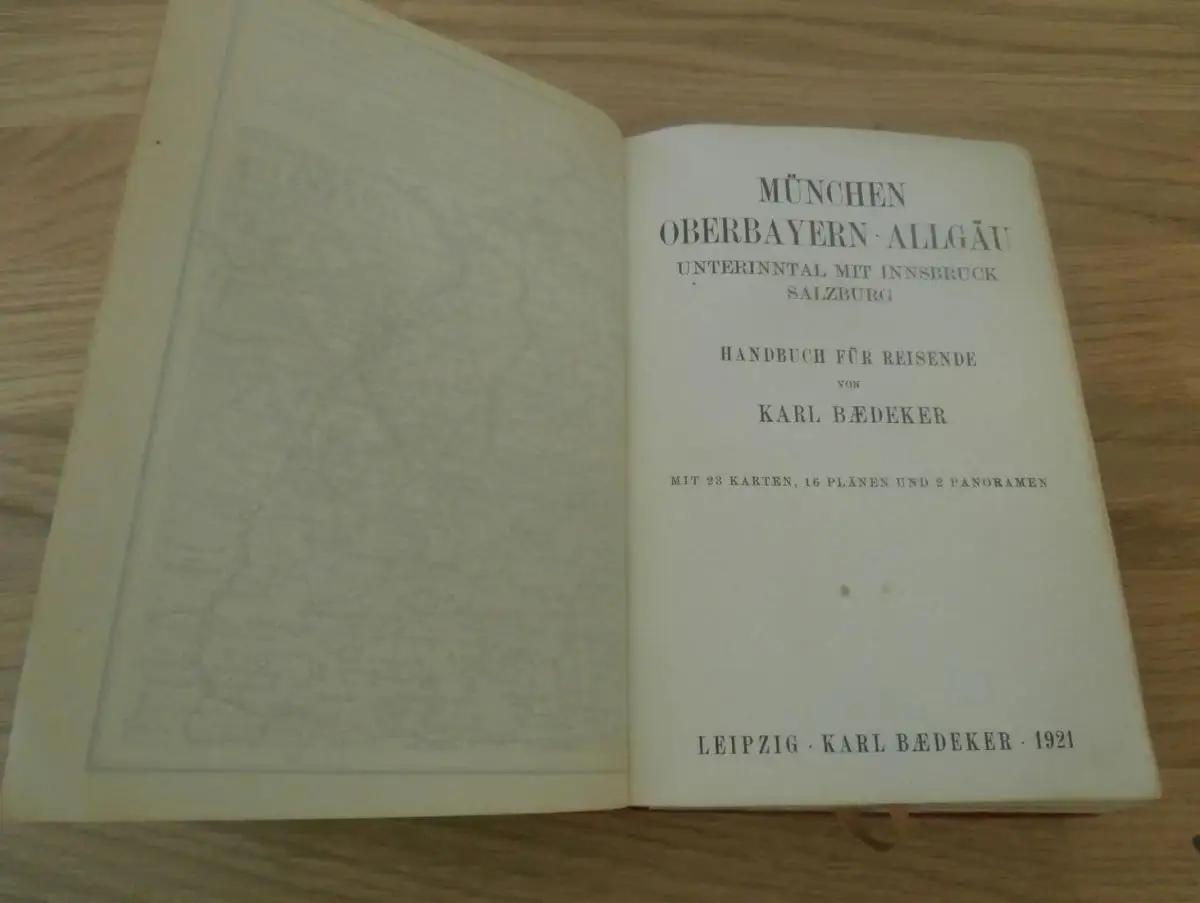 MÜNCHEN
OBERBAYERN · ALLGÄU
UNTERINNTAL MIT INNSBRUCK
SALZBURG
HANDBUCH FÜR REISENDE
VON
KARL BÆDEKER
MIT 23 KARTEN, 16 PLÄNEN UND 2 PANORAMEN
LEIPZIG · KARL BÆDEKER · 1921